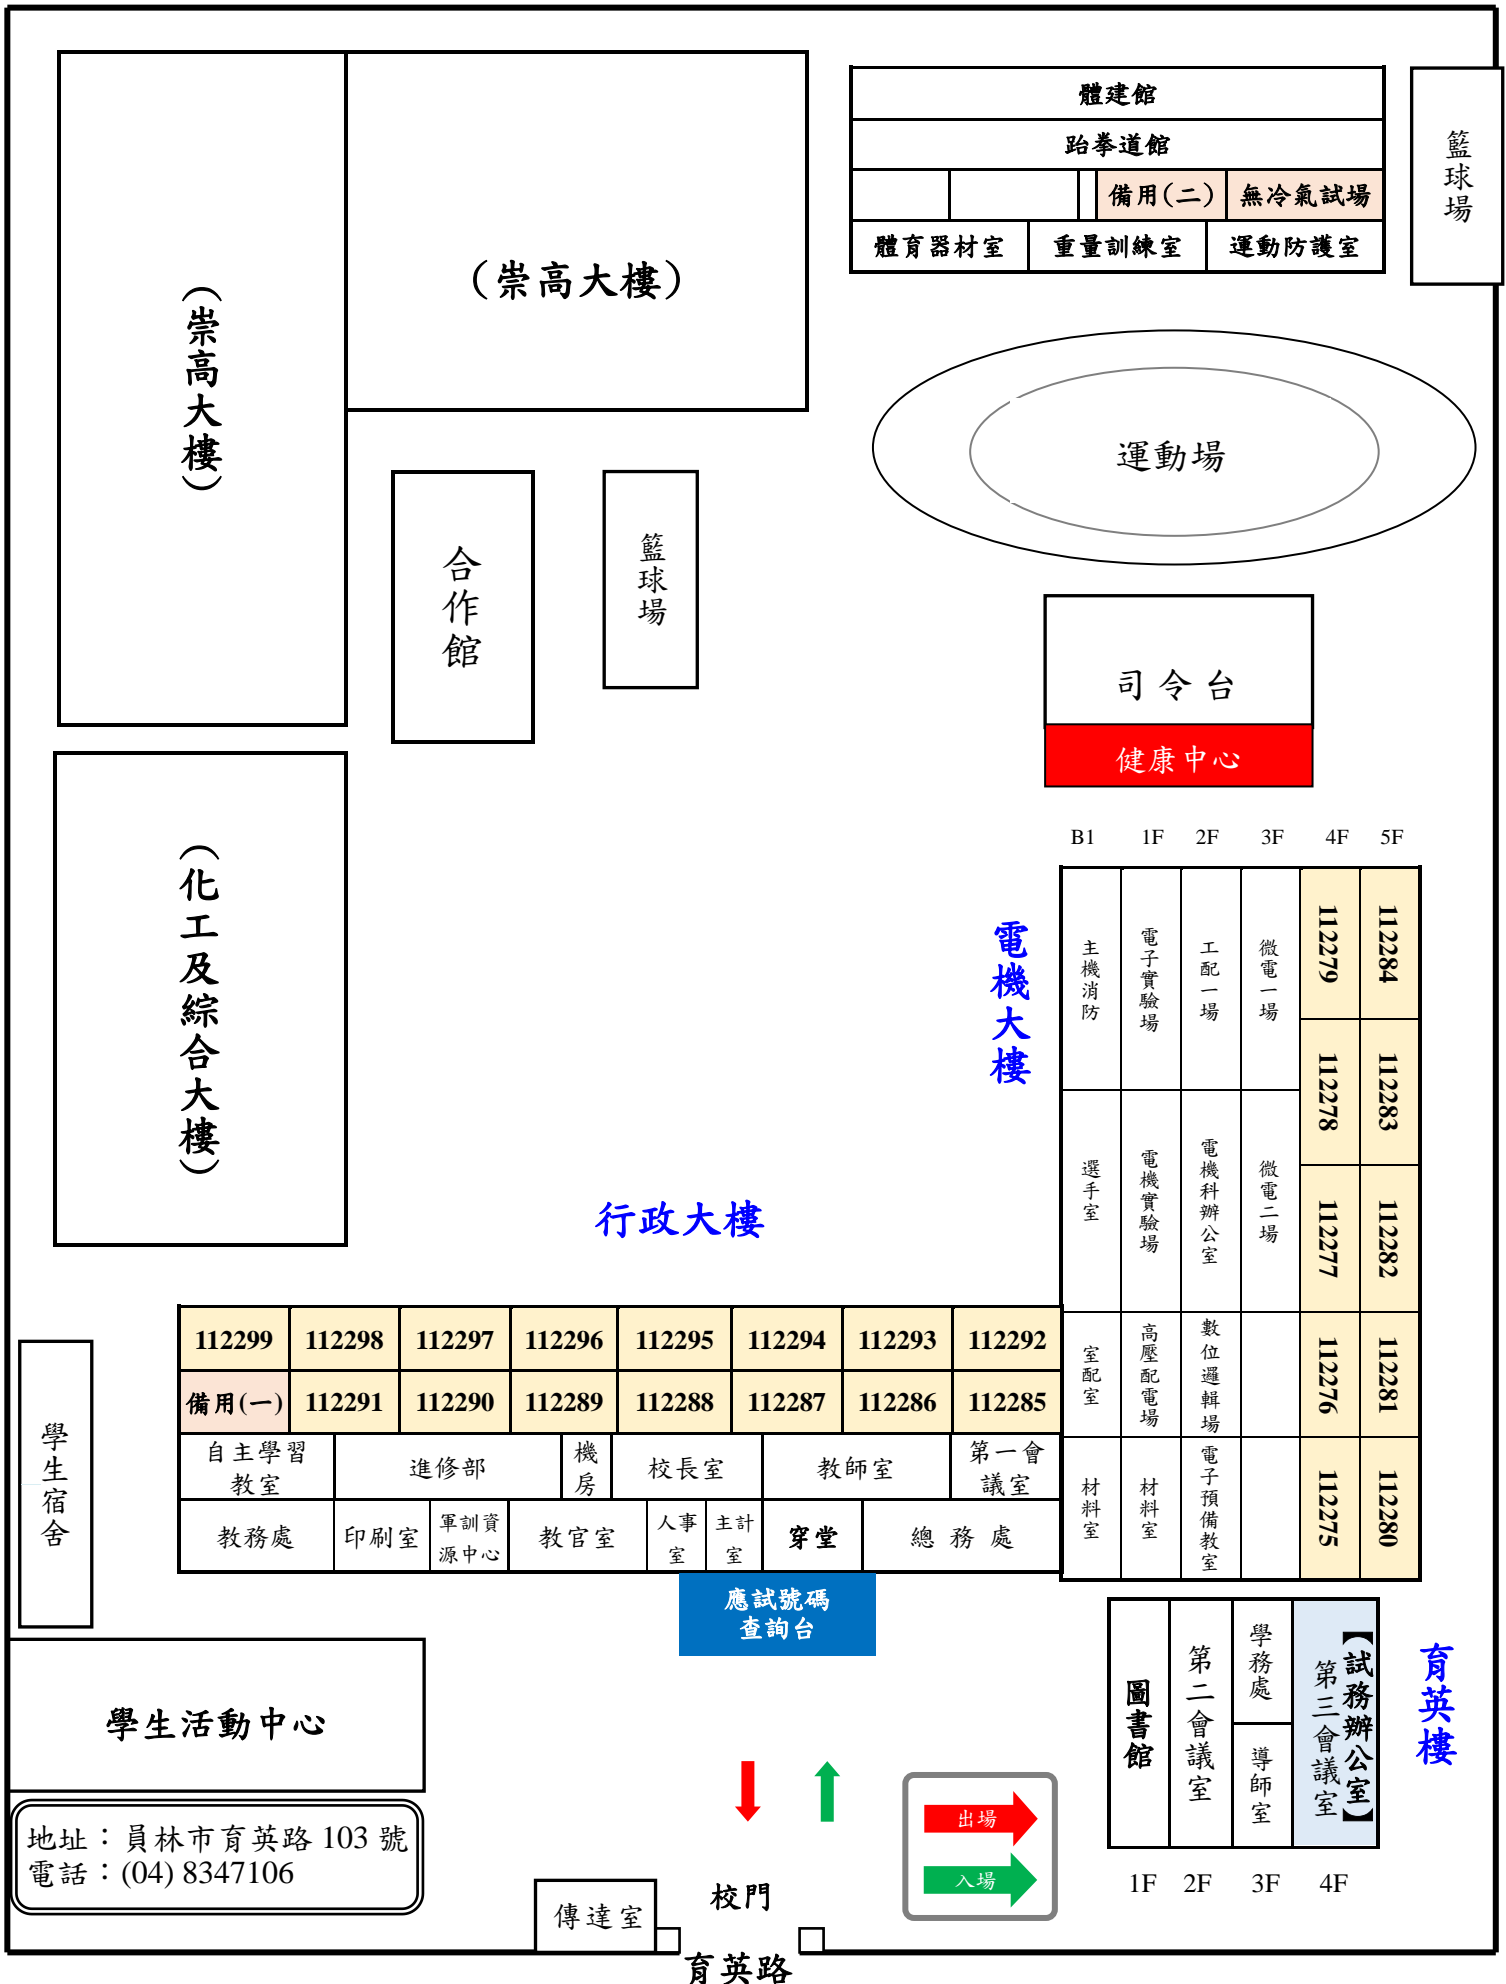 體建館
跆拳道館
備用(二)
無冷氣試場
體育器材室
重量訓練室
運動防護室
籃球場
(崇高大樓)
(崇高大樓)
運動場
合作館
籃球場
司令台
健康中心
(化工及綜合大樓)
電機大樓
B1 1F 2F 3F 4F 5F
主機消防
電子實驗場
工配一場
微電一場
112279
112284
112278
112283
選手室
電機實驗場
電機科辦公室
微電二場
112277
112282
室配室
高壓配電場
數位邏輯場
112276
112281
材料室
材料室
電子預備教室
112275
112280
行政大樓
112299 112298 112297 112296 112295 112294 112293 112292
備用(一) 112291 112290 112289 112288 112287 112286 112285
自主學習
教室
進修部
機
房
校長室
教師室
第一會
議室
教務處
印刷室
軍訓資
源中心
教官室
人事
室
主計
室
穿堂
總務處
應試號碼
查詢台
學生宿舍
學生活動中心
地址：員林市育英路 103 號
電話：(04) 8347106
圖書館
第二會議室
學務處
導師室
【試務辦公室】
第三會議室
育英樓
1F 2F 3F 4F
出場
入場
傳達室
校門
育英路